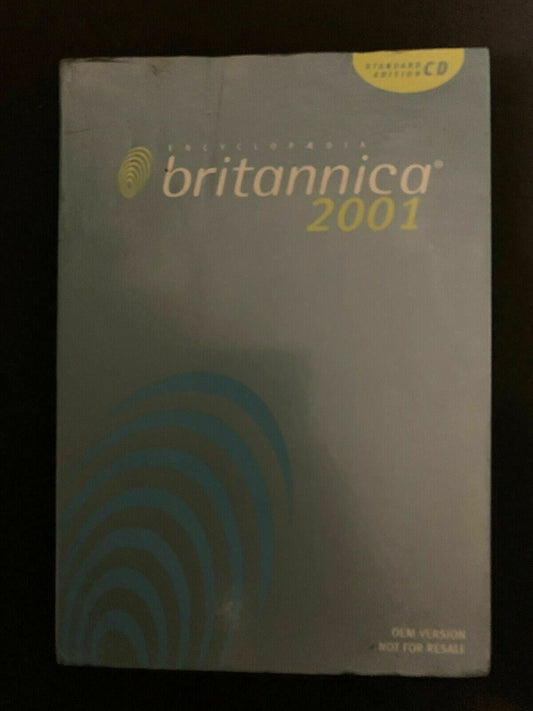 STANDARD
EDITION CD
ENCYCLOPÆDIA
britannica®
2001
OEM VERSION
NOT FOR RESALE